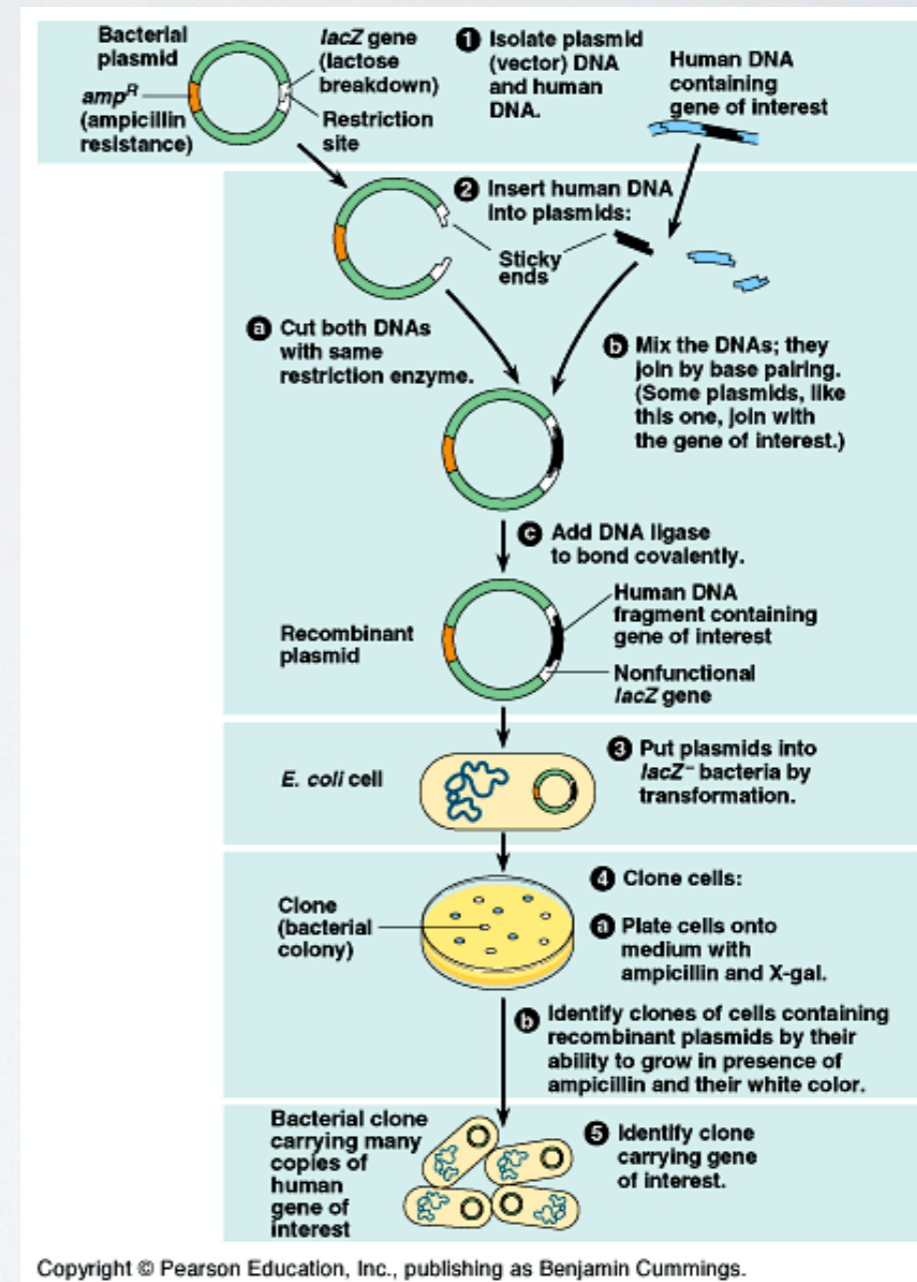 Bacterial
plasmid
lacZ gene
(lactose
breakdown)
ampR
(ampicillin
resistance)
Restriction
site
1 Isolate plasmid
(vector) DNA
and human
DNA.
Human DNA
containing
gene of interest
2 Insert human DNA
into plasmids:
Sticky
ends
a Cut both DNAs
with same
restriction enzyme.
b Mix the DNAs; they
join by base pairing.
(Some plasmids, like
this one, join with
the gene of interest.)
c Add DNA ligase
to bond covalently.
Recombinant
plasmid
Human DNA
fragment containing
gene of interest
Nonfunctional
lacZ gene
E. coli cell
3 Put plasmids into
lacZ– bacteria by
transformation.
Clone
(bacterial
colony)
4 Clone cells:
a Plate cells onto
medium with
ampicillin and X-gal.
b Identify clones of cells containing
recombinant plasmids by their
ability to grow in presence of
ampicillin and their white color.
Bacterial clone
carrying many
copies of
human
gene of
interest
5 Identify clone
carrying gene
of interest.
Copyright © Pearson Education, Inc., publishing as Benjamin Cummings.